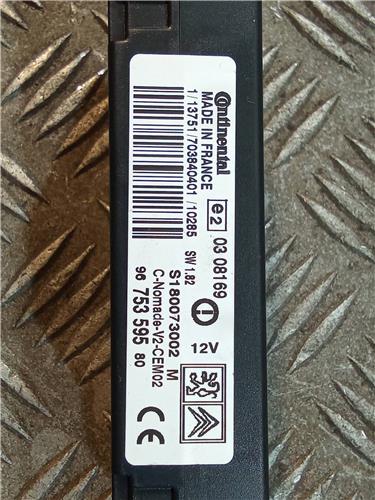 Continental
MADE IN FRANCE
1/13751/703840401 /10285
e2 03 08169
SW 1.82
12V
S180073002 M
C-Nomade-V2-CEM02
96 753 595 80
CE